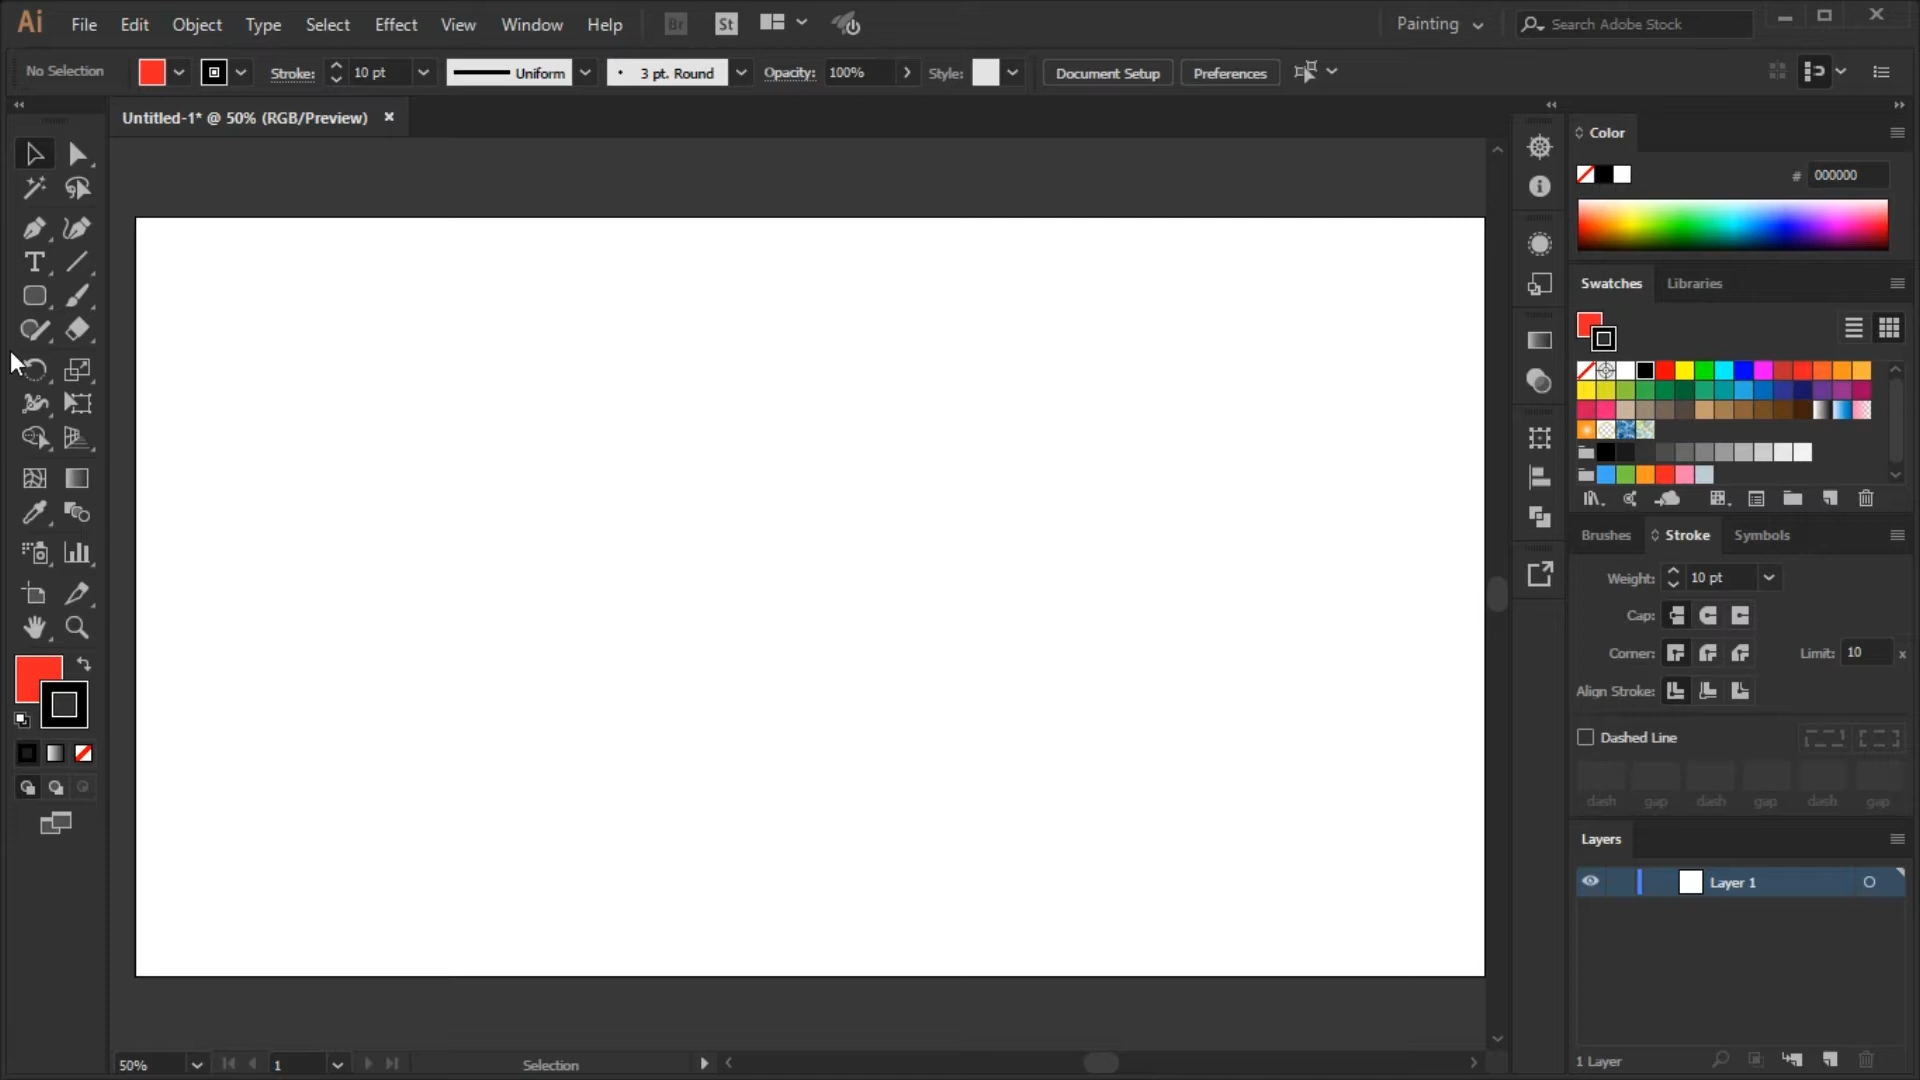 Ai File Edit Object Type Select Effect View Window Help Br St Painting Search Adobe Stock
No Selection Stroke: 10 pt Uniform 3 pt. Round Opacity: 100% Style: Document Setup Preferences
Untitled-1* @ 50% (RGB/Preview)
Color
# 000000
Swatches Libraries
Brushes Stroke Symbols
Weight: 10 pt
Cap:
Corner: Limit: 10 x
Align Stroke:
Dashed Line
dash gap dash gap dash gap
Layers
Layer 1
1 Layer
50% 1 Selection